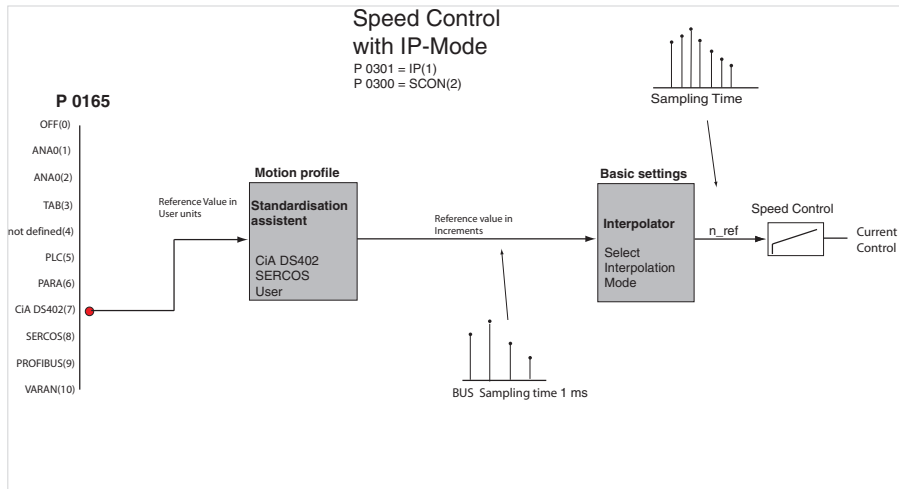 Speed Control
with IP-Mode
P 0301 = IP(1)
P 0300 = SCON(2)
Sampling Time
P 0165
OFF(0)
ANA0(1)
ANA0(2)
TAB(3)
not defined(4)
PLC(5)
PARA(6)
CiA DS402(7)
SERCOS(8)
PROFIBUS(9)
VARAN(10)
Reference Value in
User units
Motion profile
Standardisation
assistent
CiA DS402
SERCOS
User
Reference value in
Increments
BUS Sampling time 1 ms
Basic settings
Interpolator
Select
Interpolation
Mode
n_ref
Speed Control
Current
Control